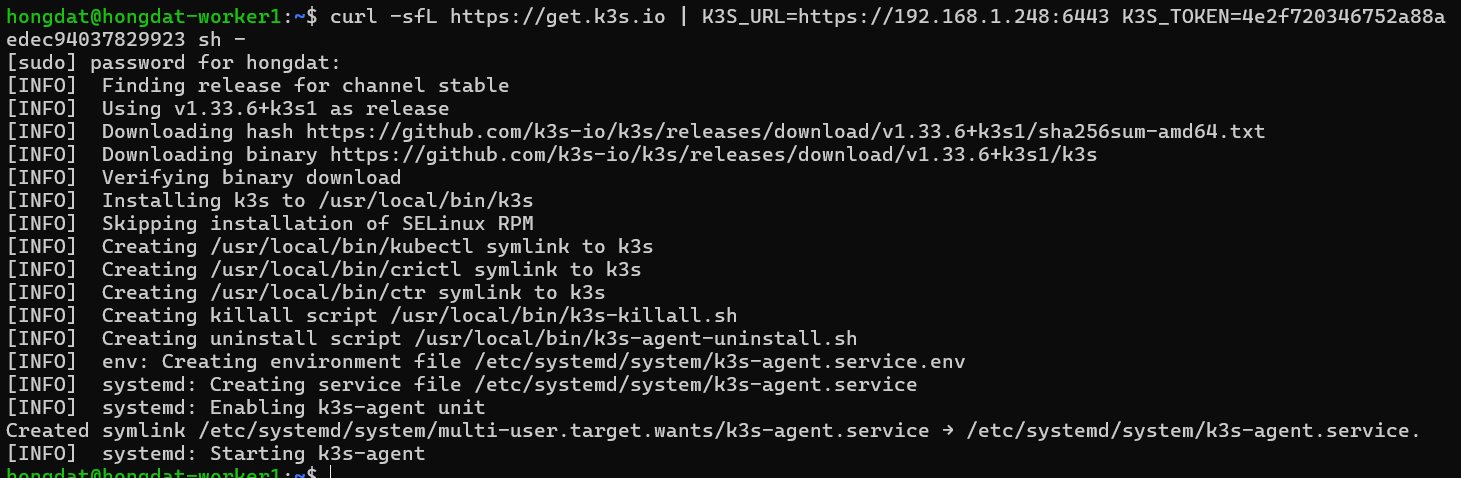 hongdat@hongdat-worker1:~$ curl -sfL https://get.k3s.io | K3S_URL=https://192.168.1.248:6443 K3S_TOKEN=4e2f720346752a88a
edec94037829923 sh -
[sudo] password for hongdat:
[INFO]  Finding release for channel stable
[INFO]  Using v1.33.6+k3s1 as release
[INFO]  Downloading hash https://github.com/k3s-io/k3s/releases/download/v1.33.6+k3s1/sha256sum-amd64.txt
[INFO]  Downloading binary https://github.com/k3s-io/k3s/releases/download/v1.33.6+k3s1/k3s
[INFO]  Verifying binary download
[INFO]  Installing k3s to /usr/local/bin/k3s
[INFO]  Skipping installation of SELinux RPM
[INFO]  Creating /usr/local/bin/kubectl symlink to k3s
[INFO]  Creating /usr/local/bin/crictl symlink to k3s
[INFO]  Creating /usr/local/bin/ctr symlink to k3s
[INFO]  Creating killall script /usr/local/bin/k3s-killall.sh
[INFO]  Creating uninstall script /usr/local/bin/k3s-agent-uninstall.sh
[INFO]  env: Creating environment file /etc/systemd/system/k3s-agent.service.env
[INFO]  systemd: Creating service file /etc/systemd/system/k3s-agent.service
[INFO]  systemd: Enabling k3s-agent unit
Created symlink /etc/systemd/system/multi-user.target.wants/k3s-agent.service → /etc/systemd/system/k3s-agent.service.
[INFO]  systemd: Starting k3s-agent
hongdat@hongdat-worker1:~$